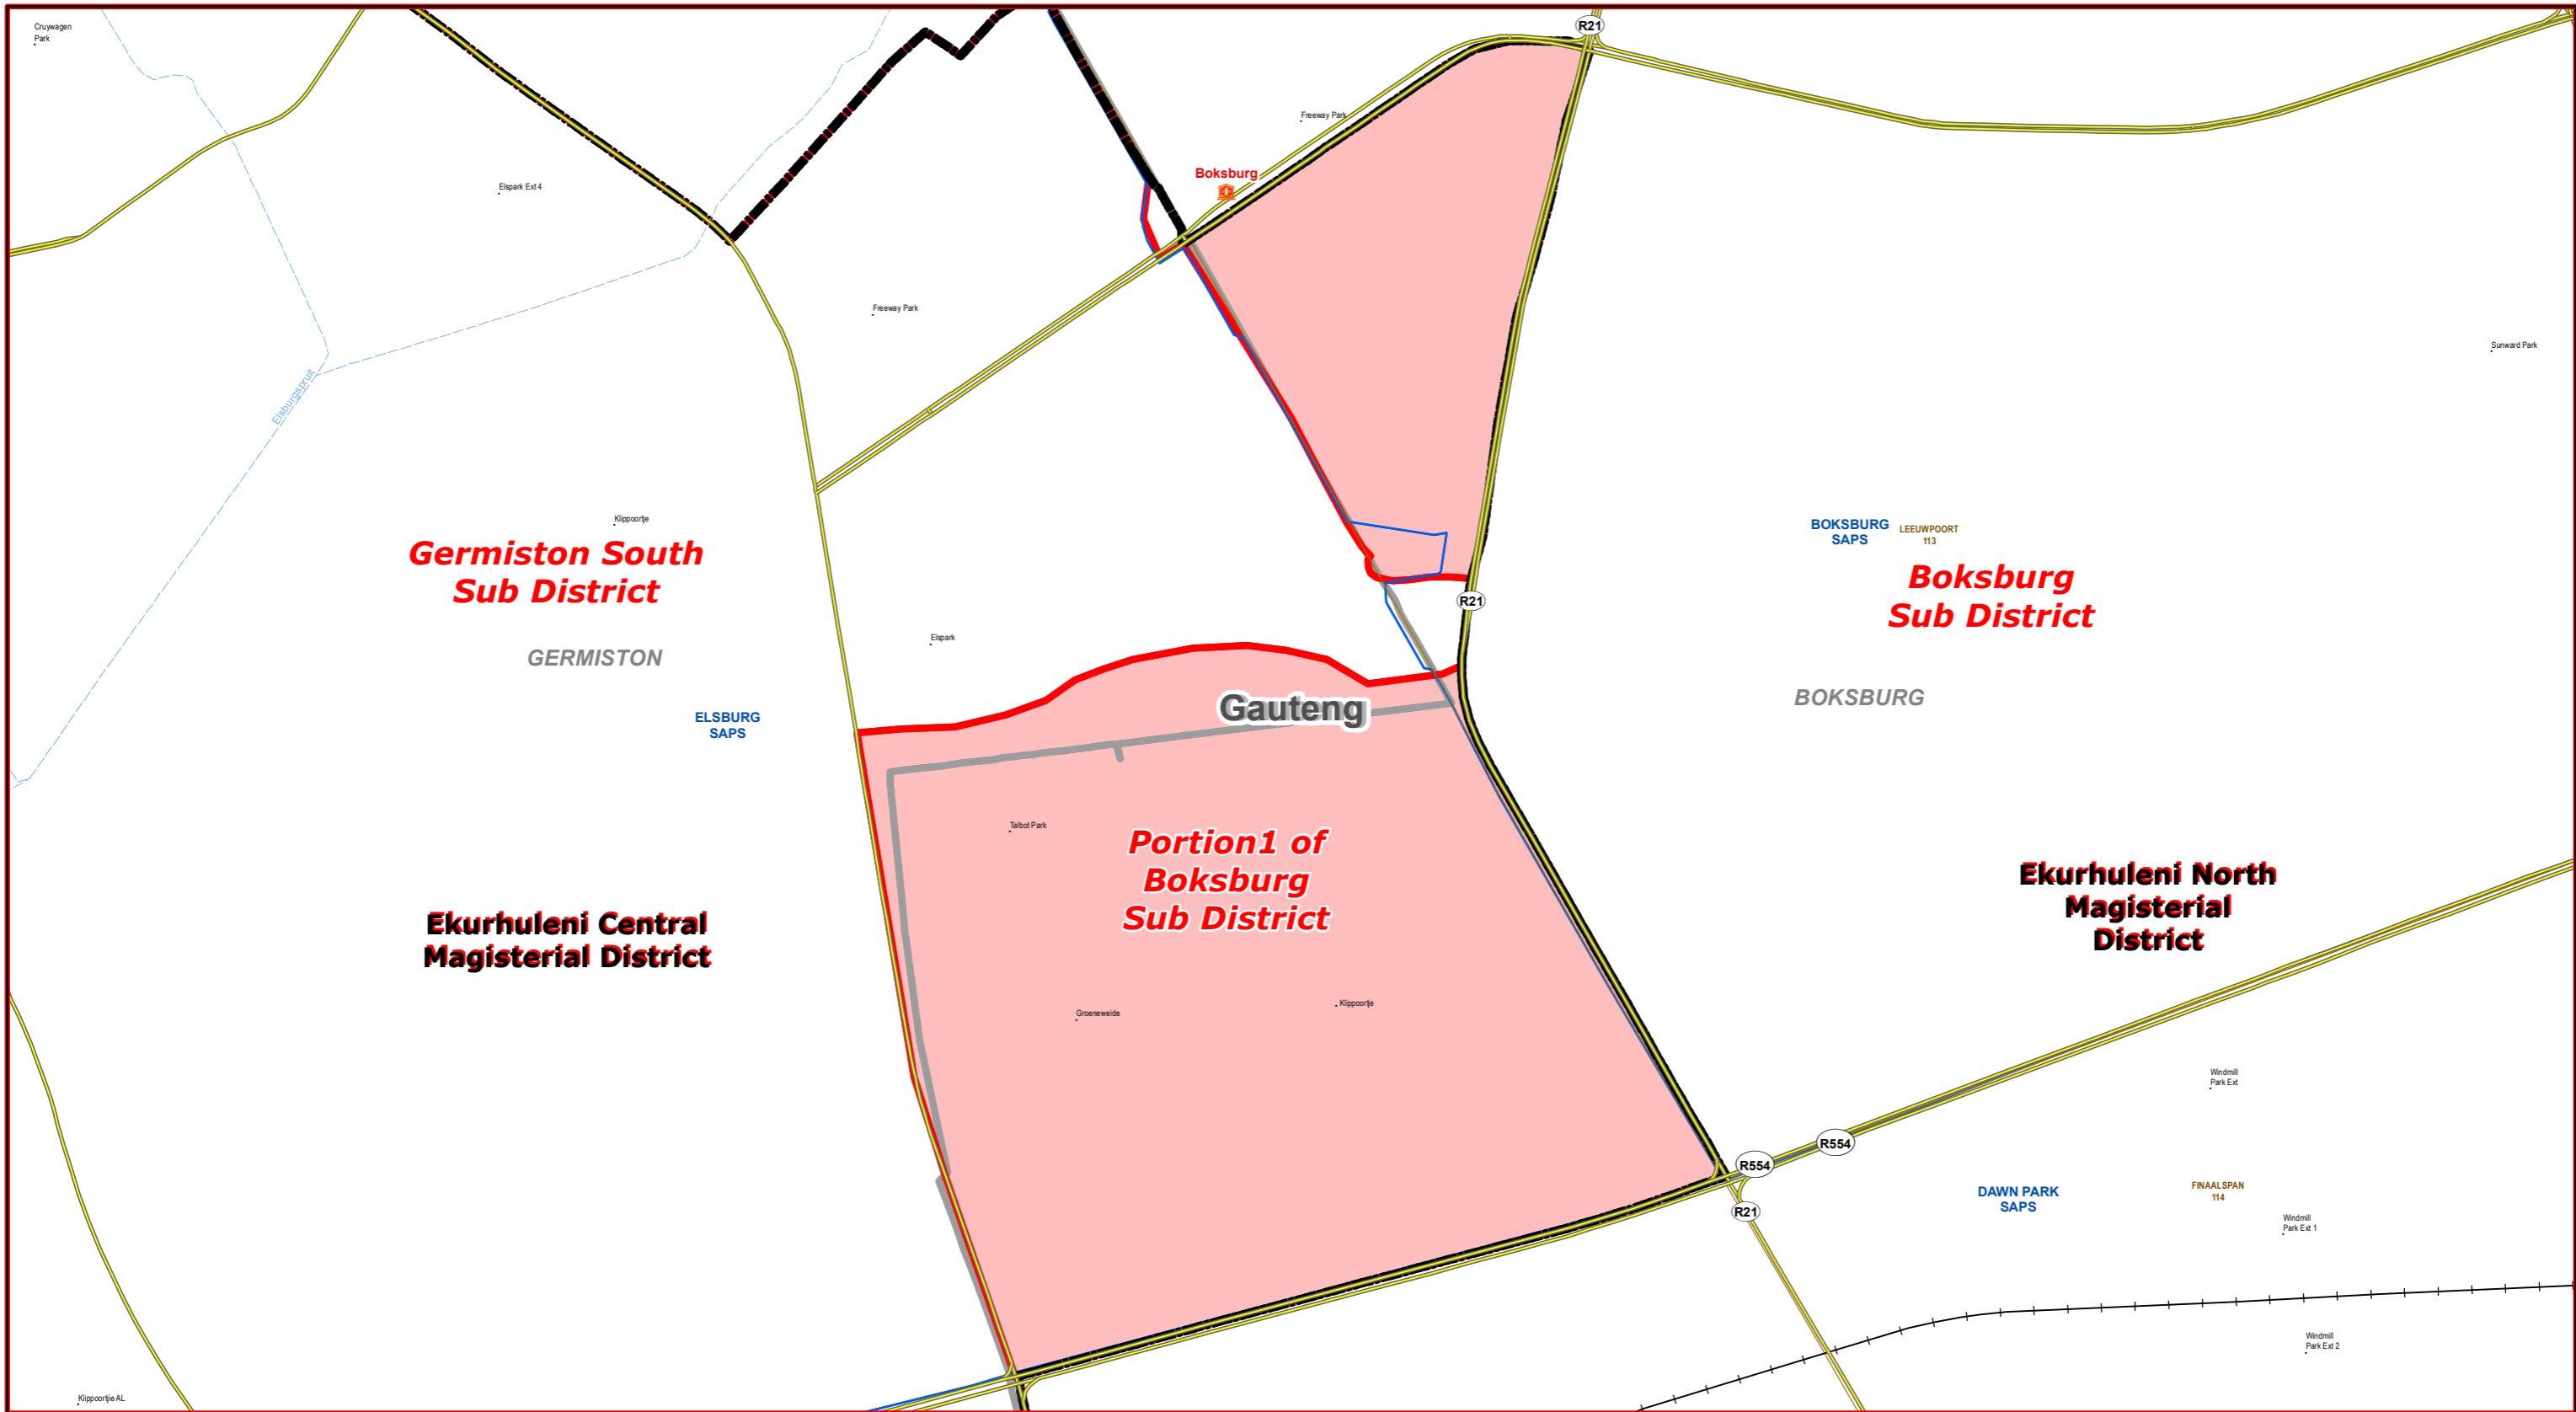 Cruywagen
Park
R21
Freeway Park
Boksburg
Elspark Ext 4
Freeway Park
Sunward Park
Elsburgspruit
Klippoortje
Germiston South
Sub District
GERMISTON
BOKSBURG
SAPS
LEEUWPOORT
113
Boksburg
Sub District
R21
Elspark
BOKSBURG
Gauteng
ELSBURG
SAPS
Talbot Park
Portion1 of
Boksburg
Sub District
Ekurhuleni North
Magisterial
District
Ekurhuleni Central
Magisterial District
Klippoortje
Groeneweide
Windmill
Park Ext
R554
R554
R21
DAWN PARK
SAPS
FINAALSPAN
114
Windmill
Park Ext 1
Windmill
Park Ext 2
Klippoortjie AL